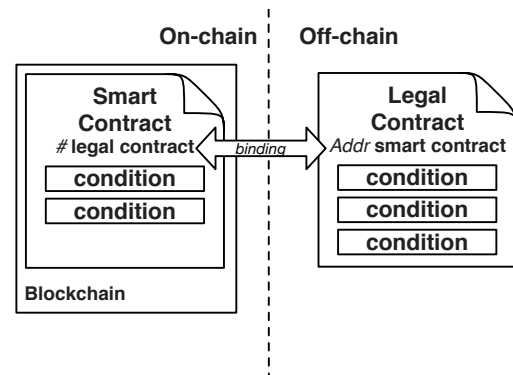 On-chain
Off-chain
Smart
Contract
# legal contract
condition
condition
Blockchain
binding
Legal
Contract
Addr smart contract
condition
condition
condition